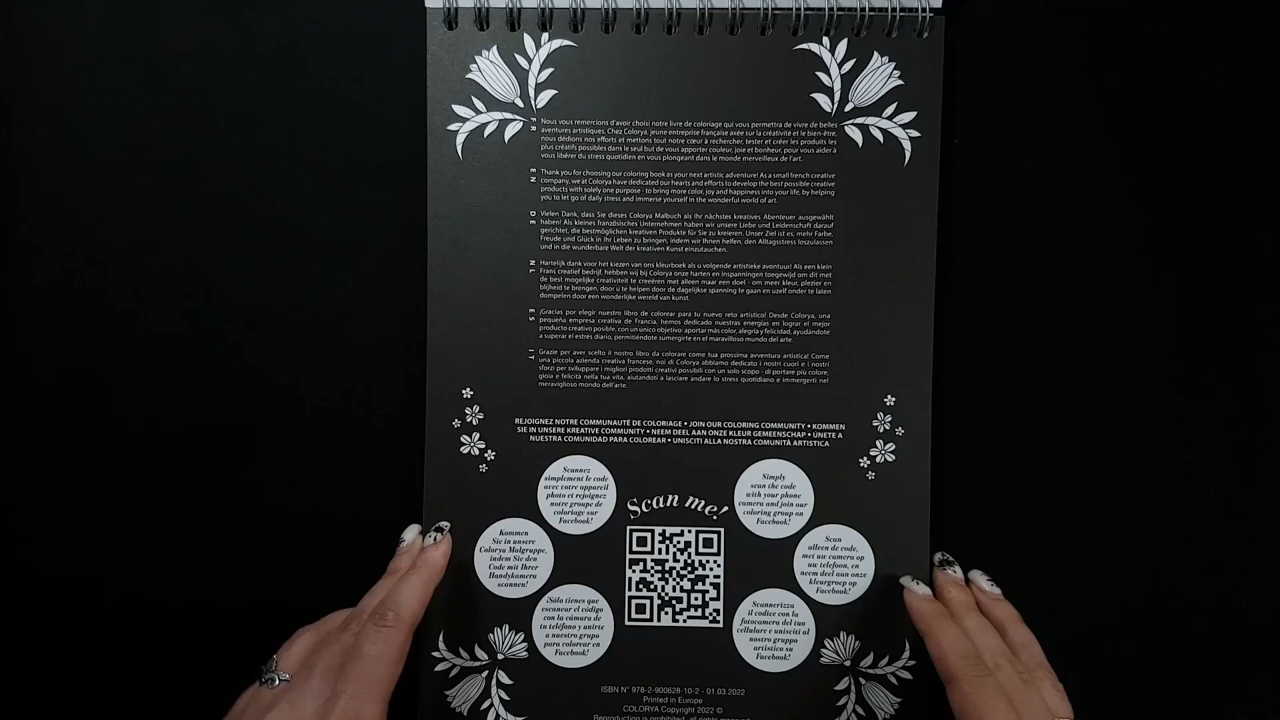 FR
Nous vous remercions d'avoir choisi notre livre de coloriage qui vous permettra de vivre de belles
aventures artistiques. Chez Colorya, jeune entreprise française axée sur la créativité et le bien-être,
nous dédions nos efforts et mettons tout notre cœur à rechercher, tester et créer les produits les
plus créatifs possibles dans le seul but de vous apporter couleur, joie et bonheur, pour vous aider à
vous libérer du stress quotidien en vous plongeant dans le monde merveilleux de l'art.
EN
Thank you for choosing our coloring book as your next artistic adventure! As a small french creative
company, we at Colorya have dedicated our hearts and efforts to develop the best possible creative
products with solely one purpose - to bring more color, joy and happiness into your life, by helping
you to let go of daily stress and immerse yourself in the wonderful world of art.
DE
Vielen Dank, dass Sie dieses Colorya Malbuch als Ihr nächstes kreatives Abenteuer ausgewählt
haben! Als kleines französisches Unternehmen haben wir unsere Liebe und Leidenschaft darauf
gerichtet, die bestmöglichen kreativen Produkte für Sie zu kreieren. Unser Ziel ist es, mehr Farbe,
Freude und Glück in Ihr Leben zu bringen, indem wir Ihnen helfen, den Alltagsstress loszulassen
und in die wunderbare Welt der kreativen Kunst einzutauchen.
NL
Hartelijk dank voor het kiezen van ons kleurboek als u volgende artistieke avontuur! Als een klein
Frans creatief bedrijf, hebben wij bij Colorya onze harten en inspanningen toegewijd om dit met
de best mogelijke creativiteit te creeëren met alleen maar een doel - om meer kleur, plezier en
blijheid te brengen, door u te helpen door de dagelijkse spanning te gaan en uzelf onder te laten
dompelen door een wonderlijke wereld van kunst.
ES
¡Gracias por elegir nuestro libro de colorear para tu nuevo reto artístico! Desde Colorya, una
pequeña empresa creativa de Francia, hemos dedicado nuestras energías en lograr el mejor
producto creativo posible, con un único objetivo: aportar más color, alegría y felicidad, ayudándote
a superar el estrés diario, permitiéndote sumergirte en el maravilloso mundo del arte.
IT
Grazie per aver scelto il nostro libro da colorare come tua prossima avventura artistica! Come
una piccola azienda creativa francese, noi di Colorya abbiamo dedicato i nostri cuori e i nostri
sforzi per sviluppare i migliori prodotti creativi possibili con un solo scopo - di portare più colore,
gioia e felicità nella tua vita, aiutandoti a lasciare andare lo stress quotidiano e immergerti nel
meraviglioso mondo dell'arte.
REJOIGNEZ NOTRE COMMUNAUTÉ DE COLORIAGE • JOIN OUR COLORING COMMUNITY • KOMMEN
SIE IN UNSERE KREATIVE COMMUNITY • NEEM DEEL AAN ONZE KLEUR GEMEENSCHAP • ÚNETE A
NUESTRA COMUNIDAD PARA COLOREAR • UNISCITI ALLA NOSTRA COMUNITÀ ARTISTICA
Scannez
simplement le code
avec votre appareil
photo et rejoignez
notre groupe de
coloriage sur
Facebook!
Kommen
Sie in unsere
Colorya Malgruppe,
indem Sie den
Code mit Ihrer
Handykamera
scannen!
¡Sólo tienes que
escanear el código
con la cámara de
tu teléfono y unirte
a nuestro grupo
para colorear en
Facebook!
Scan me!
Simply
scan the code
with your phone
camera and join our
coloring group on
Facebook!
Scan
alleen de code,
met uw camera op
uw telefoon, en
neem deel aan onze
kleurgroep op
Facebook!
Scannerizza
il codice con la
fotocamera del tuo
cellulare e unisciti al
nostro gruppo
artistico su
Facebook!
ISBN N° 978-2-900628-10-2 - 01.03.2022
Printed in Europe
COLORYA Copyright 2022 ©
Reproduction is prohibited, all rights reserved